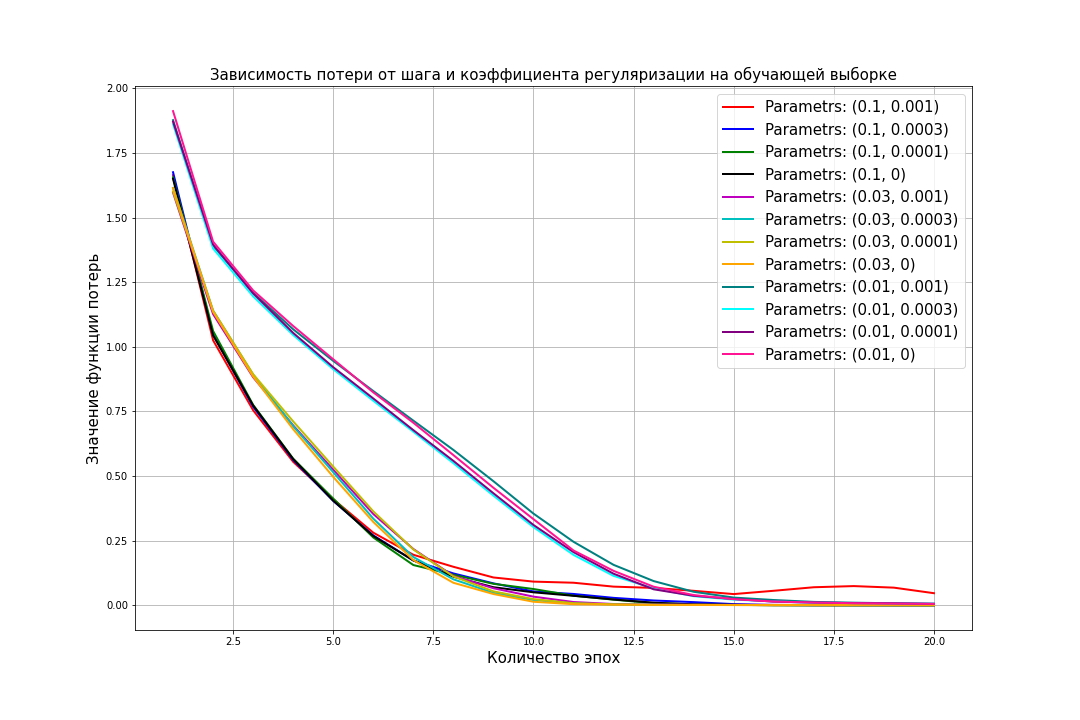 Зависимость потери от шага и коэффициента регуляризации на обучающей выборке
2.00
1.75
1.50
1.25
1.00
0.75
0.50
0.25
0.00
Значение функции потерь
Parametrs: (0.1, 0.001)
Parametrs: (0.1, 0.0003)
Parametrs: (0.1, 0.0001)
Parametrs: (0.1, 0)
Parametrs: (0.03, 0.001)
Parametrs: (0.03, 0.0003)
Parametrs: (0.03, 0.0001)
Parametrs: (0.03, 0)
Parametrs: (0.01, 0.001)
Parametrs: (0.01, 0.0003)
Parametrs: (0.01, 0.0001)
Parametrs: (0.01, 0)
2.5 5.0 7.5 10.0 12.5 15.0 17.5 20.0
Количество эпох